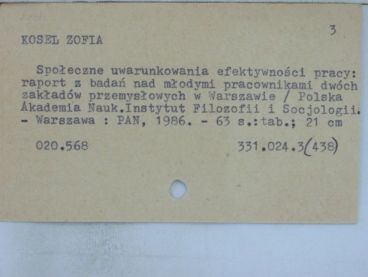 3
KOSEL ZOFIA
Społeczne uwarunkowania efektywności pracy:
raport z badań nad młodymi pracownikami dwóch
zakładów przemysłowych w Warszawie / Polska
Akademia Nauk.Instytut Filozofii i Socjologii.
- Warszawa : PAN, 1986. - 63 s.:tab.; 21 cm
020.568 331.024.3(438)